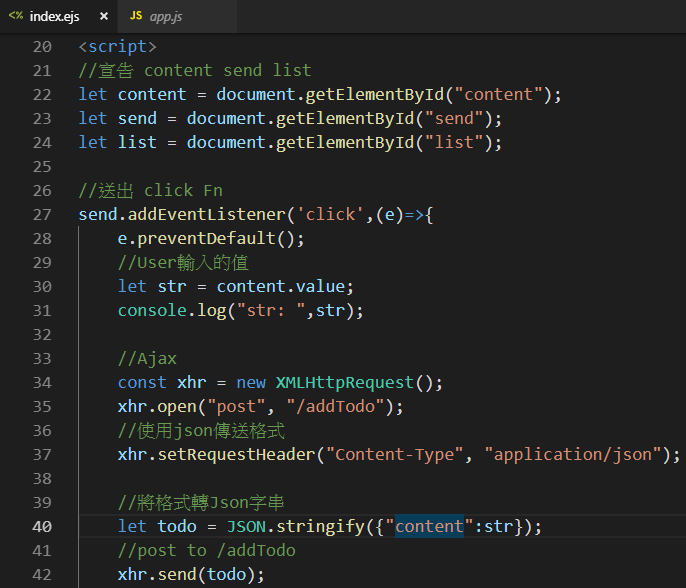 <% index.ejs × JS app.js
20 <script>
21 //宣告 content send list
22 let content = document.getElementById("content");
23 let send = document.getElementById("send");
24 let list = document.getElementById("list");
25
26 //送出 click Fn
27 send.addEventListener('click',(e)=>{
28 e.preventDefault();
29 //User輸入的值
30 let str = content.value;
31 console.log("str: ",str);
32
33 //Ajax
34 const xhr = new XMLHttpRequest();
35 xhr.open("post", "/addTodo");
36 //使用json傳送格式
37 xhr.setRequestHeader("Content-Type", "application/json");
38
39 //將格式轉Json字串
40 let todo = JSON.stringify({"content":str});
41 //post to /addTodo
42 xhr.send(todo);